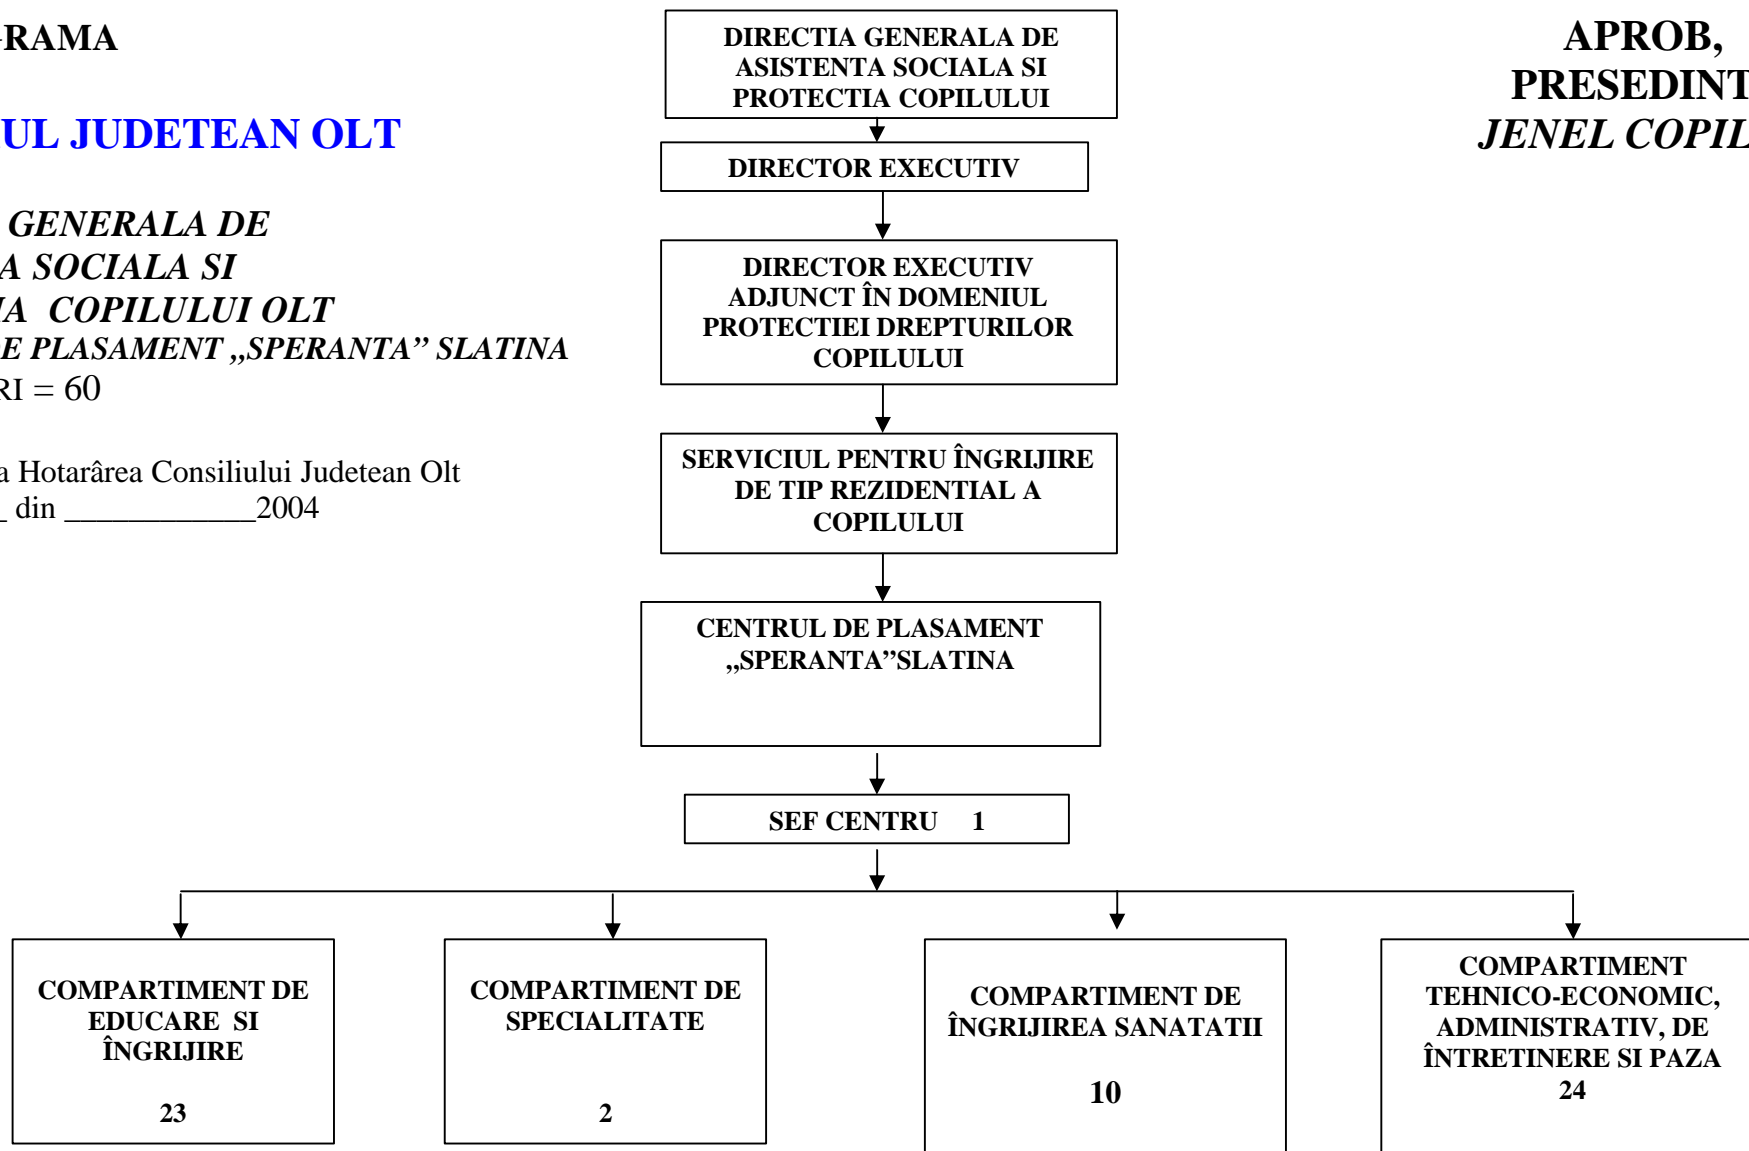 GRAMA
UL JUDETEAN OLT
GENERALA DE
A SOCIALA SI
IA COPILULUI OLT
DE PLASAMENT „SPERANTA” SLATINA
RI = 60
a Hotarârea Consiliului Judetean Olt
_ din ____________2004
APROB,
PRESEDINT
JENEL COPIL
DIRECTIA GENERALA DE
ASISTENTA SOCIALA SI
PROTECTIA COPILULUI
DIRECTOR EXECUTIV
DIRECTOR EXECUTIV
ADJUNCT ÎN DOMENIUL
PROTECTIEI DREPTURILOR
COPILULUI
SERVICIUL PENTRU ÎNGRIJIRE
DE TIP REZIDENTIAL A
COPILULUI
CENTRUL DE PLASAMENT
„SPERANTA”SLATINA
SEF CENTRU 1
COMPARTIMENT DE
EDUCARE SI
ÎNGRIJIRE
23
COMPARTIMENT DE
SPECIALITATE
2
COMPARTIMENT DE
ÎNGRIJIREA SANATATII
10
COMPARTIMENT
TEHNICO-ECONOMIC,
ADMINISTRATIV, DE
ÎNTRETINERE SI PAZA
24